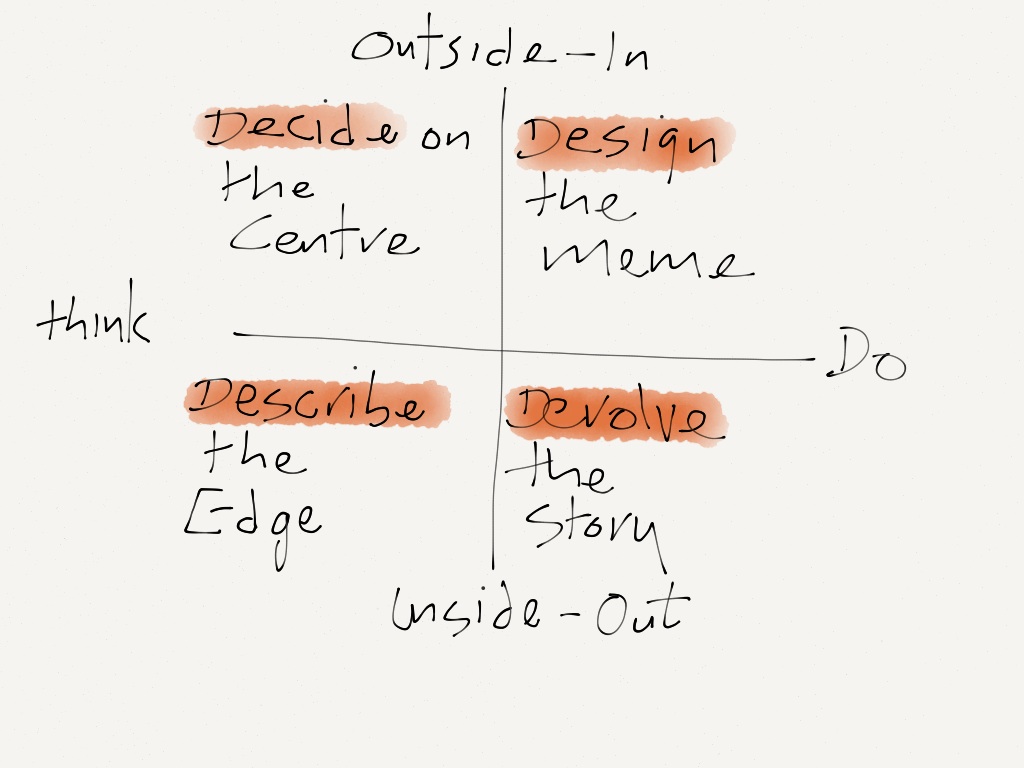 Outside-In
Decide on
the
Centre
Design
the
Meme
think
Do
Describe
the
Edge
Devolve
the
Story
Inside-Out